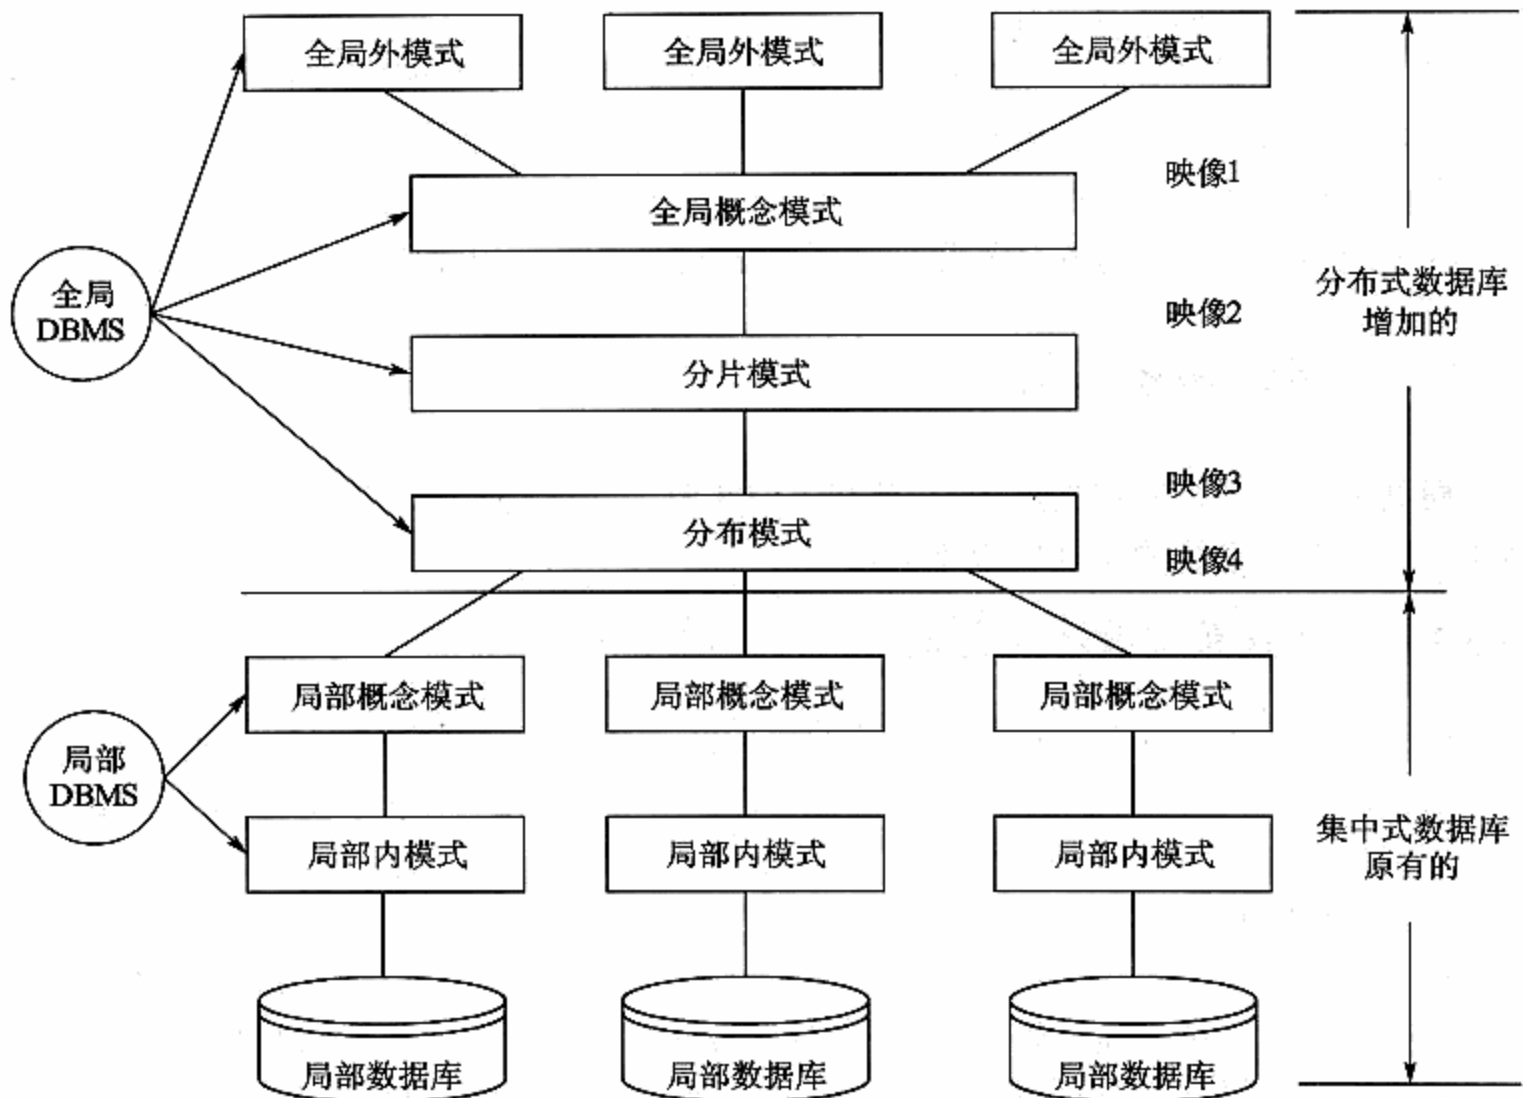 全局外模式
全局外模式
全局外模式
映像1
全局概念模式
全局
DBMS
映像2
分布式数据库
增加的
分片模式
映像3
分布模式
映像4
局部概念模式
局部概念模式
局部概念模式
局部
DBMS
局部内模式
局部内模式
局部内模式
集中式数据库
原有的
局部数据库
局部数据库
局部数据库